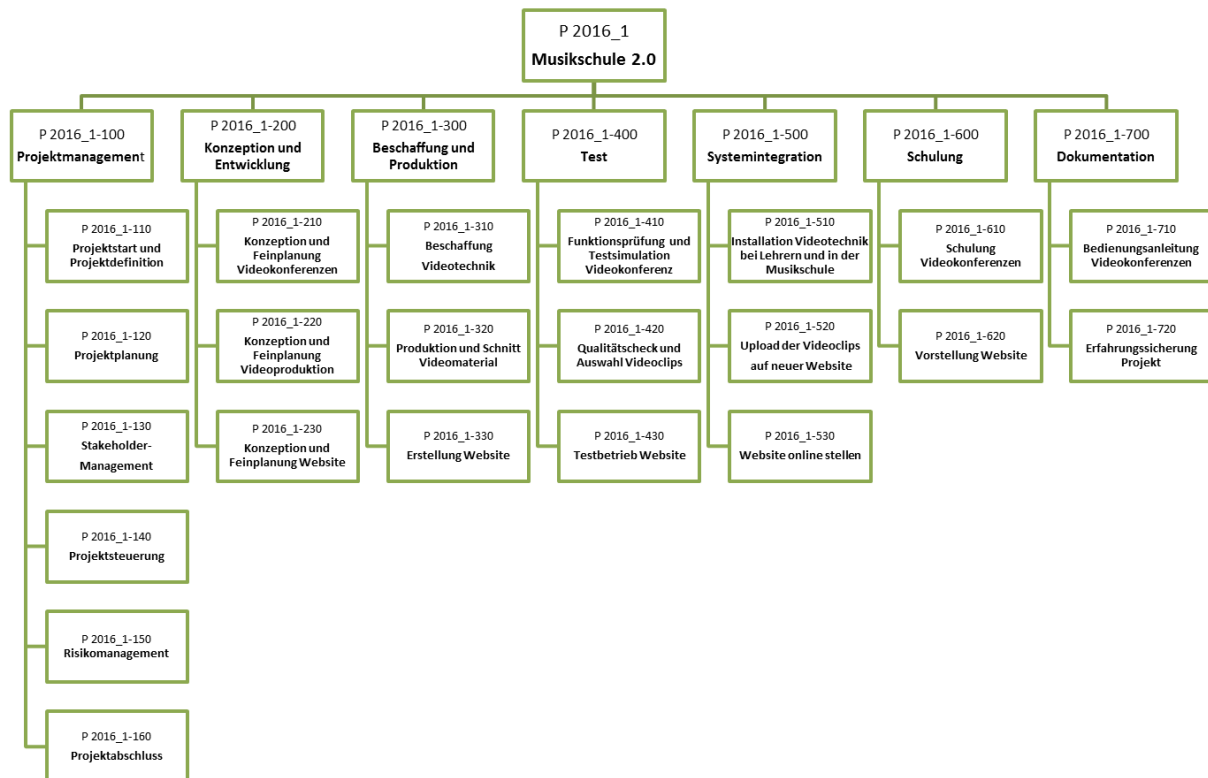 P 2016_1
Musikschule 2.0
P 2016_1-100
Projektmanagement
P 2016_1-110
Projektstart und
Projektdefinition
P 2016_1-120
Projektplanung
P 2016_1-130
Stakeholder-
Management
P 2016_1-140
Projektsteuerung
P 2016_1-150
Risikomanagement
P 2016_1-160
Projektabschluss
P 2016_1-200
Konzeption und
Entwicklung
P 2016_1-210
Konzeption und
Feinplanung
Videokonferenzen
P 2016_1-220
Konzeption und
Feinplanung
Videoproduktion
P 2016_1-230
Konzeption und
Feinplanung Website
P 2016_1-300
Beschaffung und
Produktion
P 2016_1-310
Beschaffung
Videotechnik
P 2016_1-320
Produktion und Schnitt
Videomaterial
P 2016_1-330
Erstellung Website
P 2016_1-400
Test
P 2016_1-410
Funktionsprüfung und
Testsimulation
Videokonferenz
P 2016_1-420
Qualitätscheck und
Auswahl Videoclips
P 2016_1-430
Testbetrieb Website
P 2016_1-500
Systemintegration
P 2016_1-510
Installation Videotechnik
bei Lehrern und in der
Musikschule
P 2016_1-520
Upload der Videoclips
auf neuer Website
P 2016_1-530
Website online stellen
P 2016_1-600
Schulung
P 2016_1-610
Schulung
Videokonferenzen
P 2016_1-620
Vorstellung Website
P 2016_1-700
Dokumentation
P 2016_1-710
Bedienungsanleitung
Videokonferenzen
P 2016_1-720
Erfahrungssicherung
Projekt